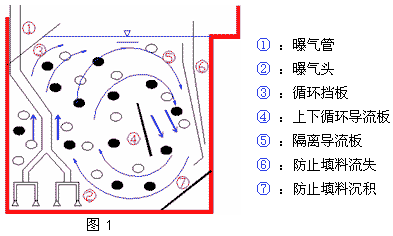 ①
③
⑤
⑥
④
②
⑦
①：曝气管
②：曝气头
③：循环挡板
④：上下循环导流板
⑤：隔离导流板
⑥：防止填料流失
⑦：防止填料沉积
图 1